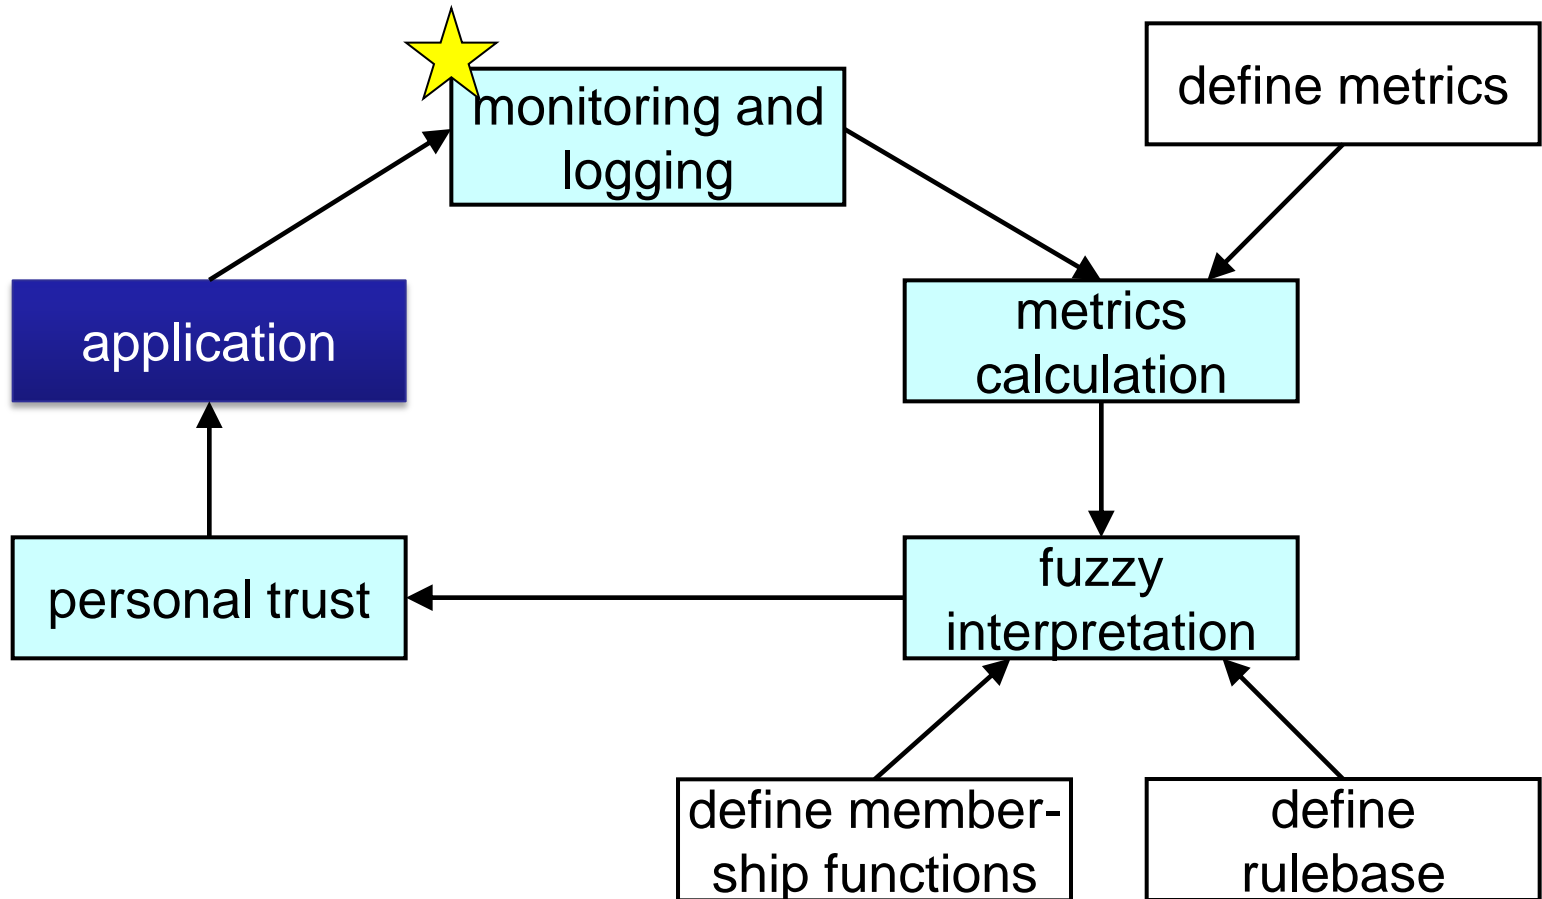 monitoring and
logging
define metrics
application
metrics
calculation
personal trust
fuzzy
interpretation
define member-
ship functions
define
rulebase